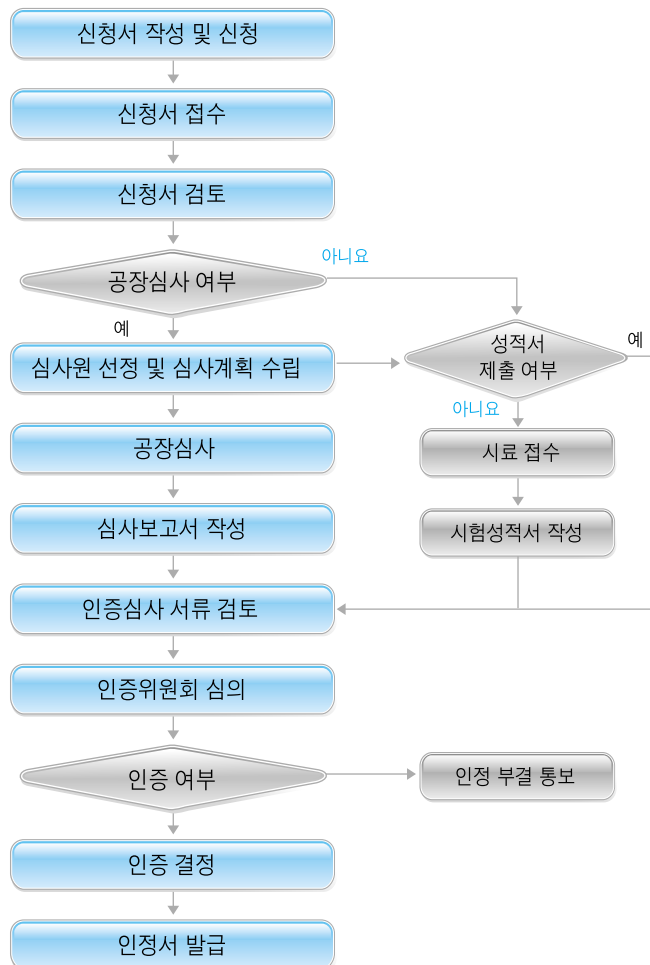 신청서 작성 및 신청
신청서 접수
신청서 검토
공장심사 여부
아니요
예
심사원 선정 및 심사계획 수립
성적서
제출 여부
예
아니요
공장심사
시료 접수
심사보고서 작성
시험성적서 작성
인증심사 서류 검토
인증위원회 심의
인증 여부
인정 부결 통보
인증 결정
인정서 발급